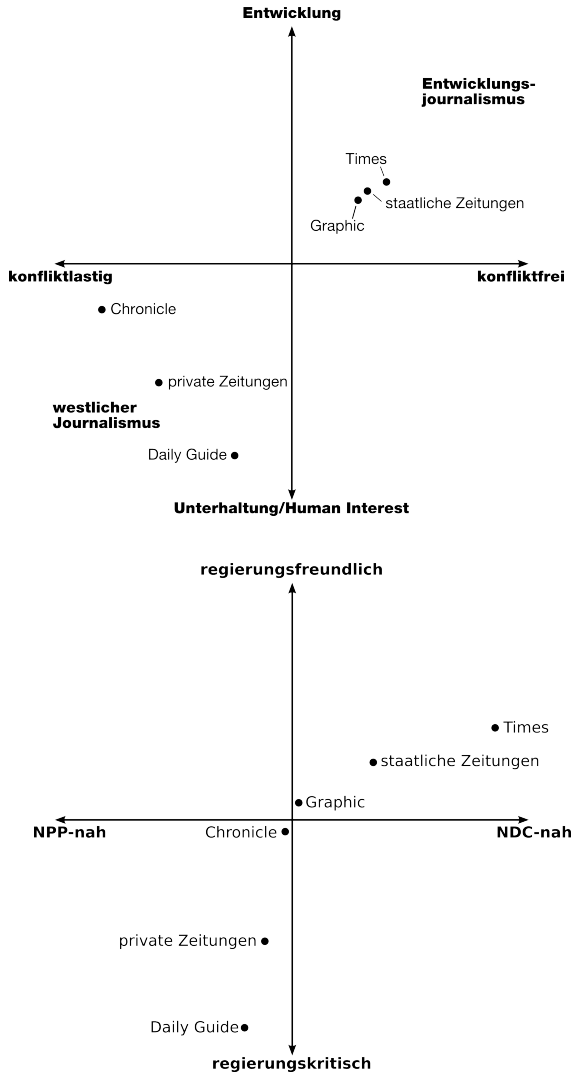 Entwicklung
Entwicklungs-
journalismus
Times
staatliche Zeitungen
Graphic
konfliktlastig
konfliktfrei
Chronicle
private Zeitungen
westlicher
Journalismus
Daily Guide
Unterhaltung/Human Interest
regierungsfreundlich
Times
staatliche Zeitungen
Graphic
NPP-nah
Chronicle
NDC-nah
private Zeitungen
Daily Guide
regierungskritisch